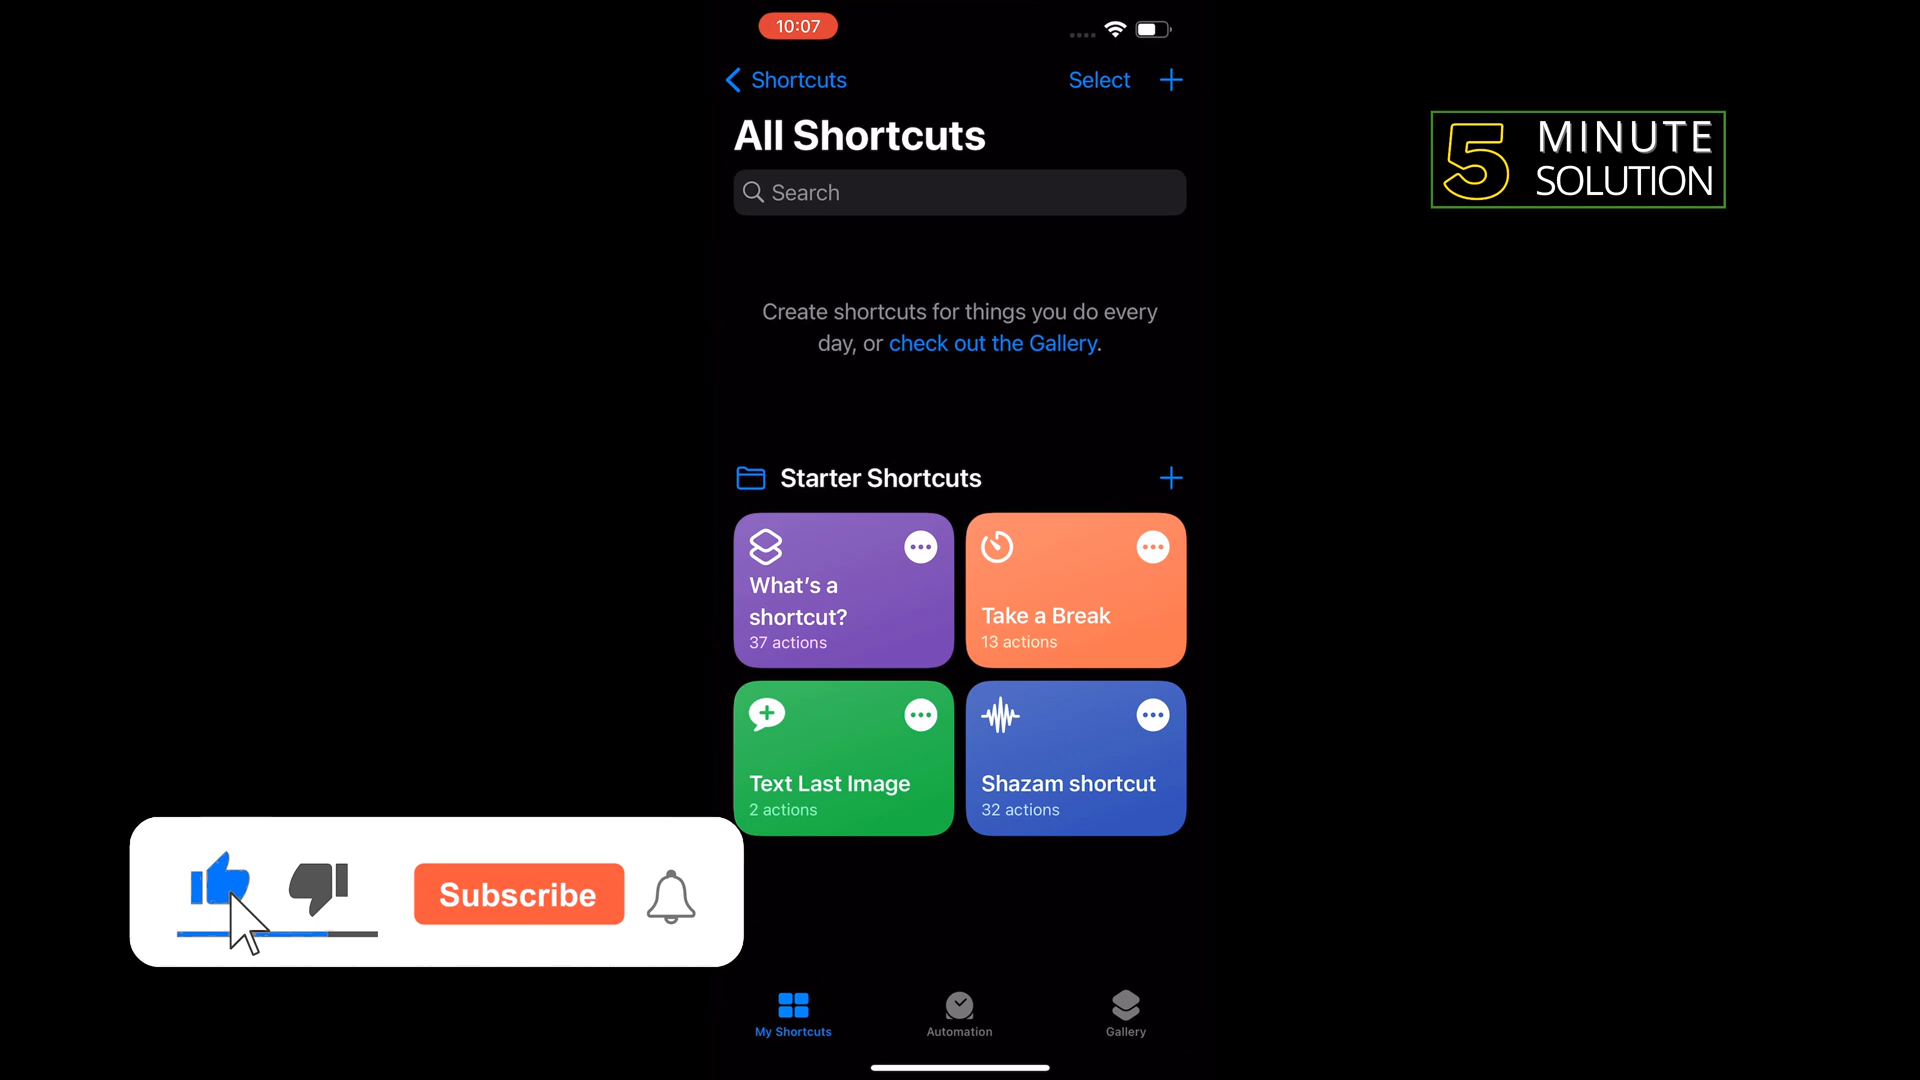 10:07
Shortcuts
Select
All Shortcuts
Search
Create shortcuts for things you do every
day, or check out the Gallery.
Starter Shortcuts
What's a
shortcut?
37 actions
Take a Break
13 actions
Text Last Image
2 actions
Shazam shortcut
32 actions
My Shortcuts
Automation
Gallery
5 MINUTE
SOLUTION
Subscribe